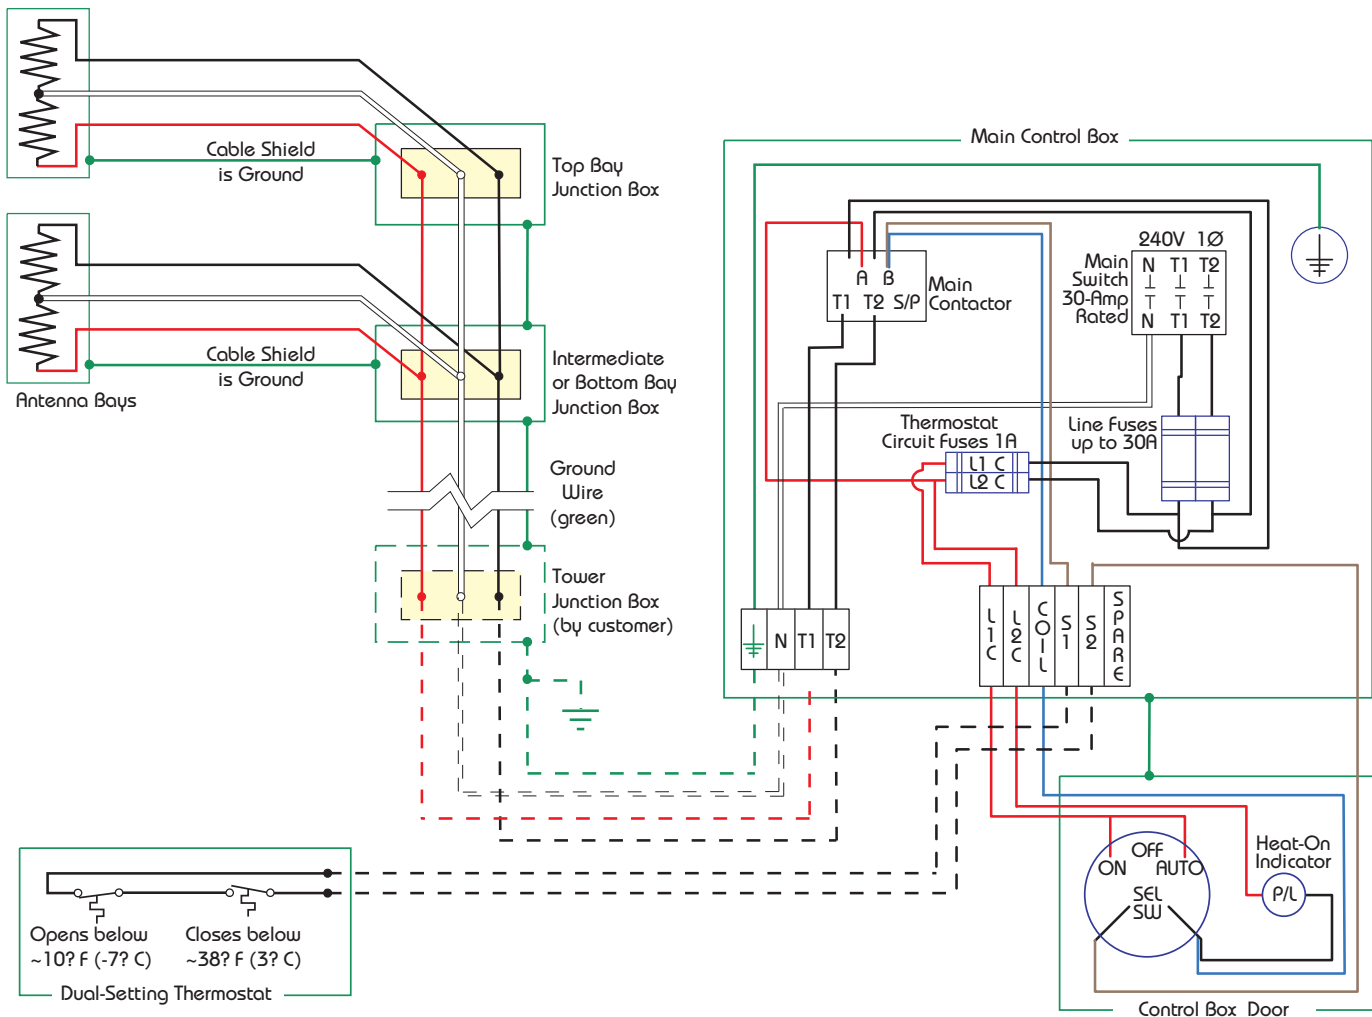 Cable Shield
is Ground
Top Bay
Junction Box
Cable Shield
is Ground
Antenna Bays
Intermediate
or Bottom Bay
Junction Box
Ground
Wire
(green)
Tower
Junction Box
(by customer)
Main Control Box
A B
T1 T2 S/P
Main
Contactor
240V 1Ø
Main
Switch
30-Amp
Rated
N T1 T2
N T1 T2
Thermostat
Circuit Fuses 1A
L1 C
L2 C
Line Fuses
up to 30A
N T1 T2
L1C
L2C
COIL
S1
S2
SPARE
OFF
ON AUTO
SEL
SW
Heat-On
Indicator
P/L
Control Box Door
Opens below
~10? F (-7? C)
Closes below
~38? F (3? C)
Dual-Setting Thermostat